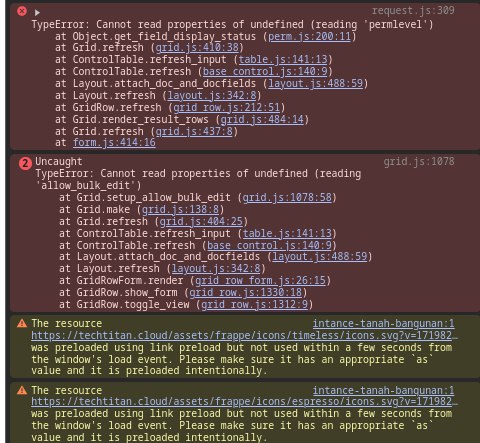 request.js:309
TypeError: Cannot read properties of undefined (reading 'permlevel')
at Object.get_field_display_status (perm.js:200:11)
at Grid.refresh (grid.js:410:38)
at ControlTable.refresh_input (table.js:141:13)
at ControlTable.refresh (base_control.js:140:9)
at Layout.attach_doc_and_docfields (layout.js:488:59)
at Layout.refresh (layout.js:342:8)
at GridRow.refresh (grid_row.js:212:51)
at Grid.render_result_rows (grid.js:484:14)
at Grid.refresh (grid.js:437:8)
at form.js:414:16
2 Uncaught grid.js:1078
TypeError: Cannot read properties of undefined (reading
'allow_bulk_edit')
at Grid.setup_allow_bulk_edit (grid.js:1078:58)
at Grid.make (grid.js:138:8)
at Grid.refresh (grid.js:404:25)
at ControlTable.refresh_input (table.js:141:13)
at ControlTable.refresh (base_control.js:140:9)
at Layout.attach_doc_and_docfields (layout.js:488:59)
at Layout.refresh (layout.js:342:8)
at GridRowForm.render (grid_row_form.js:26:15)
at GridRow.show_form (grid_row.js:1330:18)
at GridRow.toggle_view (grid_row.js:1312:9)
The resource intance-tanah-bangunan:1
https://techtitan.cloud/assets/frappe/icons/timeless/icons.svg?v=171982…
was preloaded using link preload but not used within a few seconds from
the window's load event. Please make sure it has an appropriate `as`
value and it is preloaded intentionally.
The resource intance-tanah-bangunan:1
https://techtitan.cloud/assets/frappe/icons/espresso/icons.svg?v=171982…
was preloaded using link preload but not used within a few seconds from
the window's load event. Please make sure it has an appropriate `as`
value and it is preloaded intentionally.